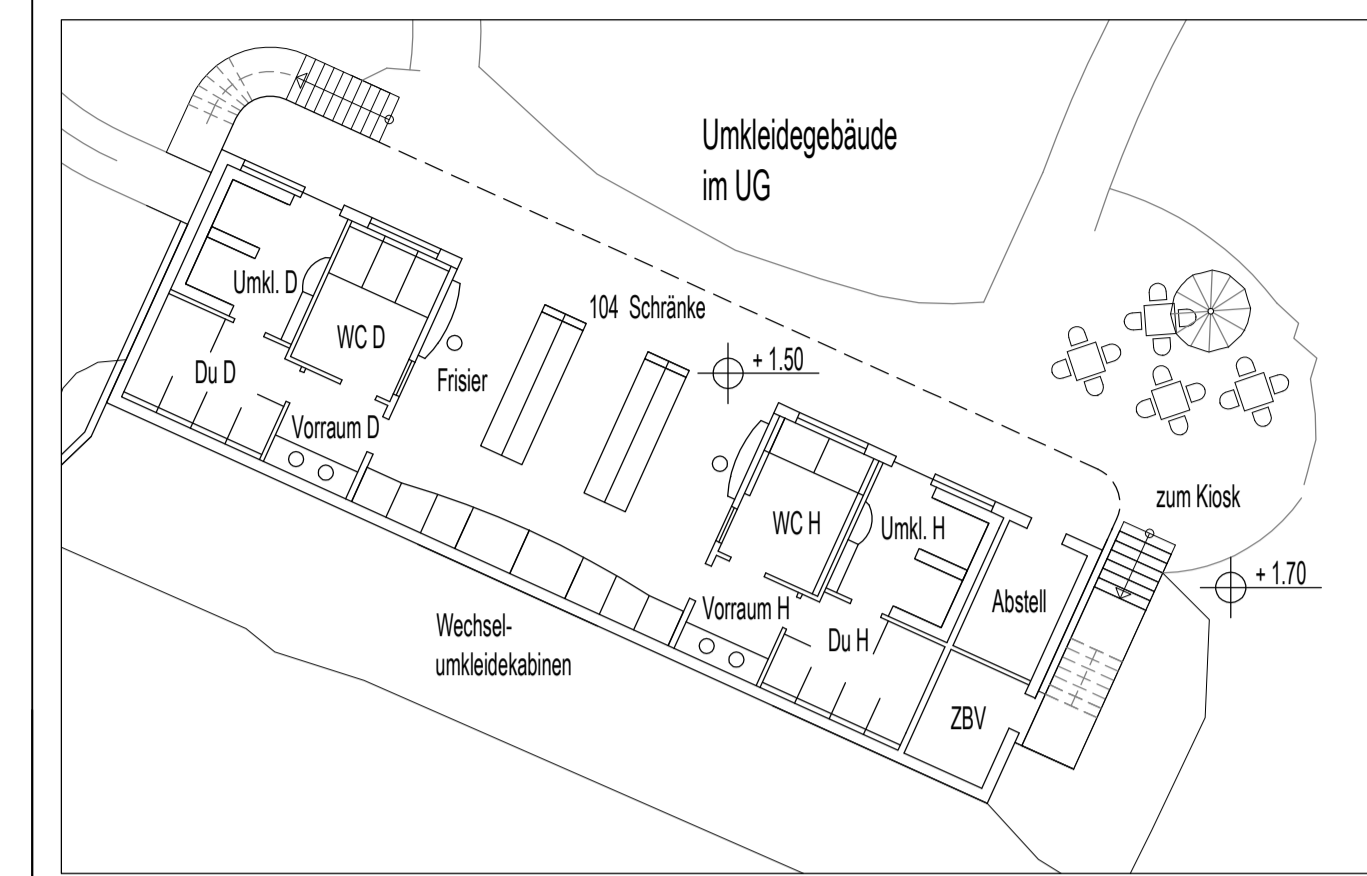 Umkleidegebäude
im UG
Umkl. D
104 Schränke
WC D
+ 1.50
Du D
Frisier
Vorraum D
zum Kiosk
WC H
Umkl. H
+ 1.70
Abstell
Vorraum H
Wechsel-
umkleidekabinen
Du H
ZBV